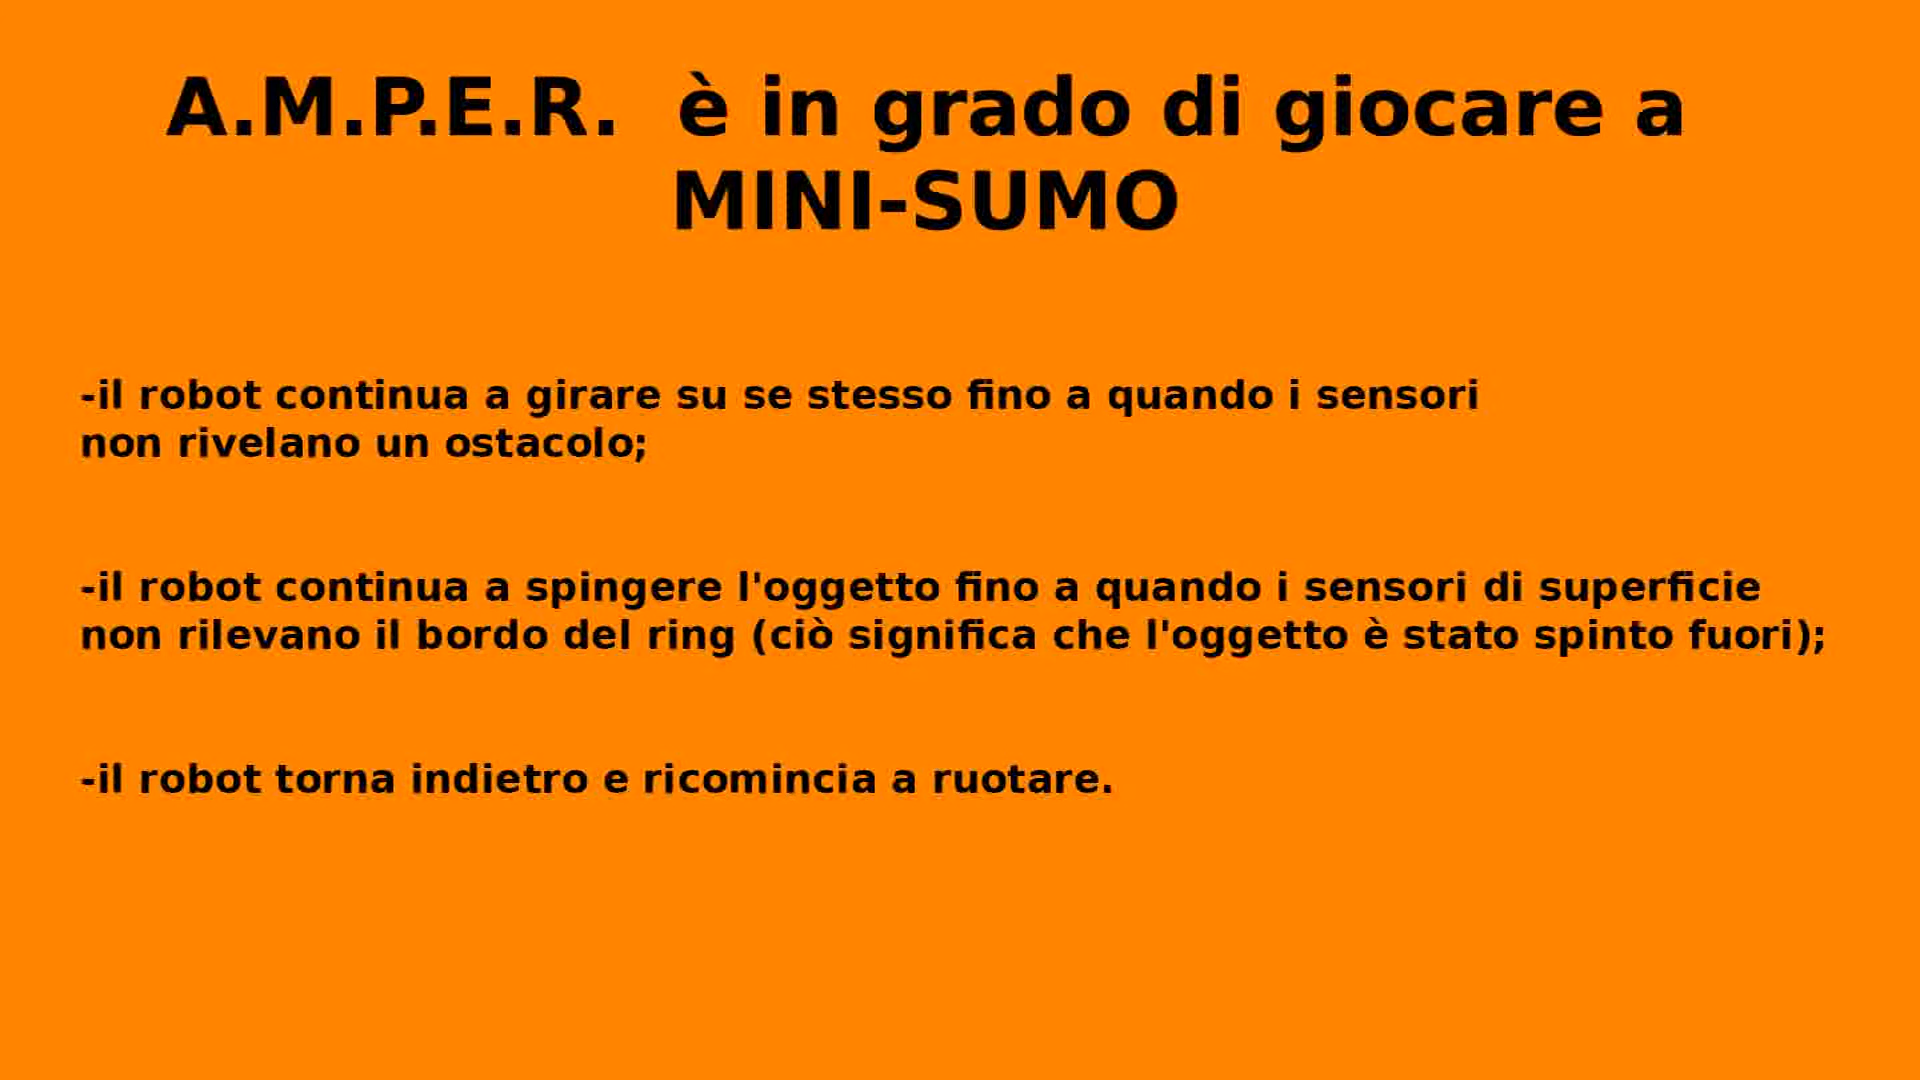 A.M.P.E.R.  è in grado di giocare a
MINI-SUMO
-il robot continua a girare su se stesso fino a quando i sensori
non rivelano un ostacolo;
-il robot continua a spingere l'oggetto fino a quando i sensori di superficie
non rilevano il bordo del ring (ciò significa che l'oggetto è stato spinto fuori);
-il robot torna indietro e ricomincia a ruotare.